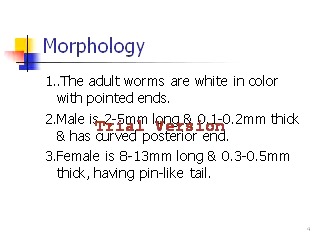 Morphology
1..The adult worms are white in color
with pointed ends.
2.Male is 2-5mm long & 0.1-0.2mm thick
Trial Version
& has curved posterior end.
3.Female is 8-13mm long & 0.3-0.5mm
thick, having pin-like tail.